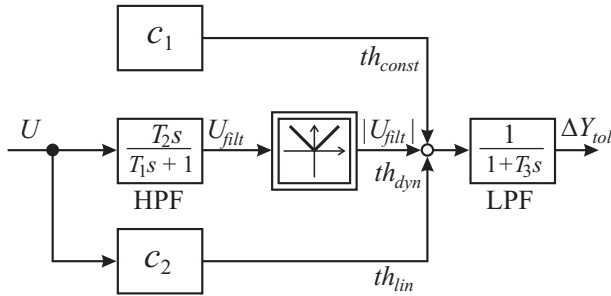 c1
thconst
U
T2s
T1s + 1
HPF
Ufilt
|Ufilt|
thdyn
1
1+T3s
LPF
ΔYtol
c2
thlin